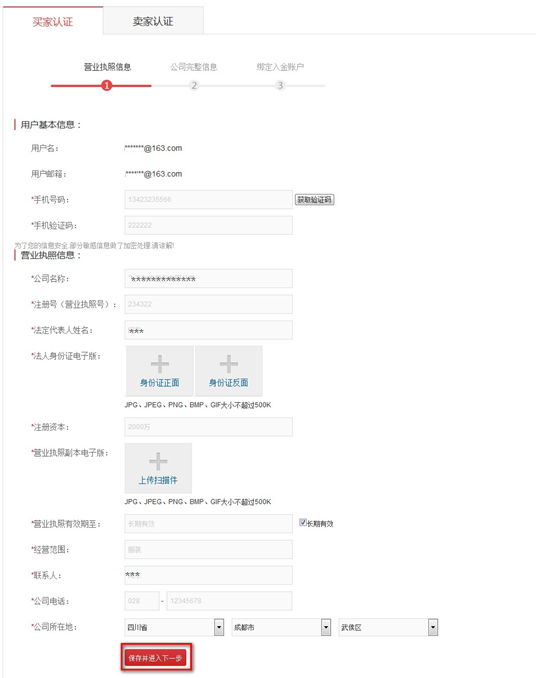 买家认证 卖家认证
营业执照信息 公司完整信息 绑定入金账户
1 2 3
用户基本信息：
用户名： *******@163.com
用户邮箱： *******@163.com
*手机号码： 13423235566 获取验证码
*手机验证码： 222222
为了您的信息安全,部分敏感信息做了加密处理,请谅解!
营业执照信息：
*公司名称： *************
*注册号（营业执照号）： 234322
*法定代表人姓名： ***
*法人身份证电子版：
身份证正面 身份证反面
JPG、JPEG、PNG、BMP、GIF大小不超过500K
*注册资本： 2000万
*营业执照副本电子版：
上传扫描件
JPG、JPEG、PNG、BMP、GIF大小不超过500K
*营业执照有效期至： 长期有效 长期有效
*经营范围： 服装
*联系人： ***
*公司电话： 028 - 12345678
*公司所在地： 四川省 成都市 武侯区
保存并进入下一步